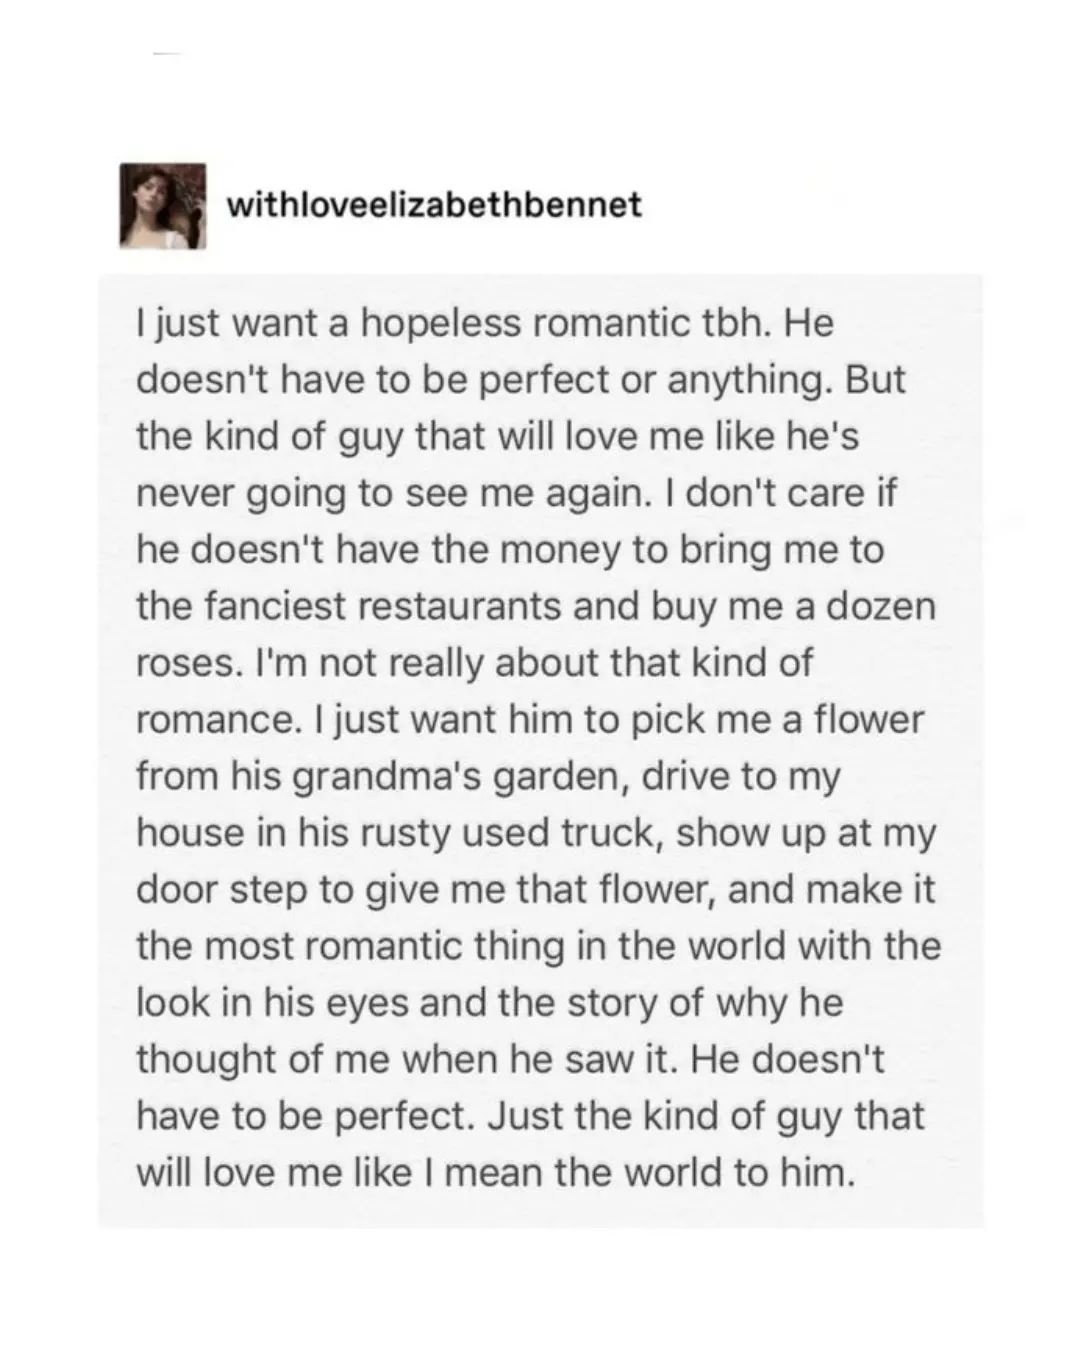 withloveelizabethbennet
I just want a hopeless romantic tbh. He
doesn't have to be perfect or anything. But
the kind of guy that will love me like he's
never going to see me again. I don't care if
he doesn't have the money to bring me to
the fanciest restaurants and buy me a dozen
roses. I'm not really about that kind of
romance. I just want him to pick me a flower
from his grandma's garden, drive to my
house in his rusty used truck, show up at my
door step to give me that flower, and make it
the most romantic thing in the world with the
look in his eyes and the story of why he
thought of me when he saw it. He doesn't
have to be perfect. Just the kind of guy that
will love me like I mean the world to him.